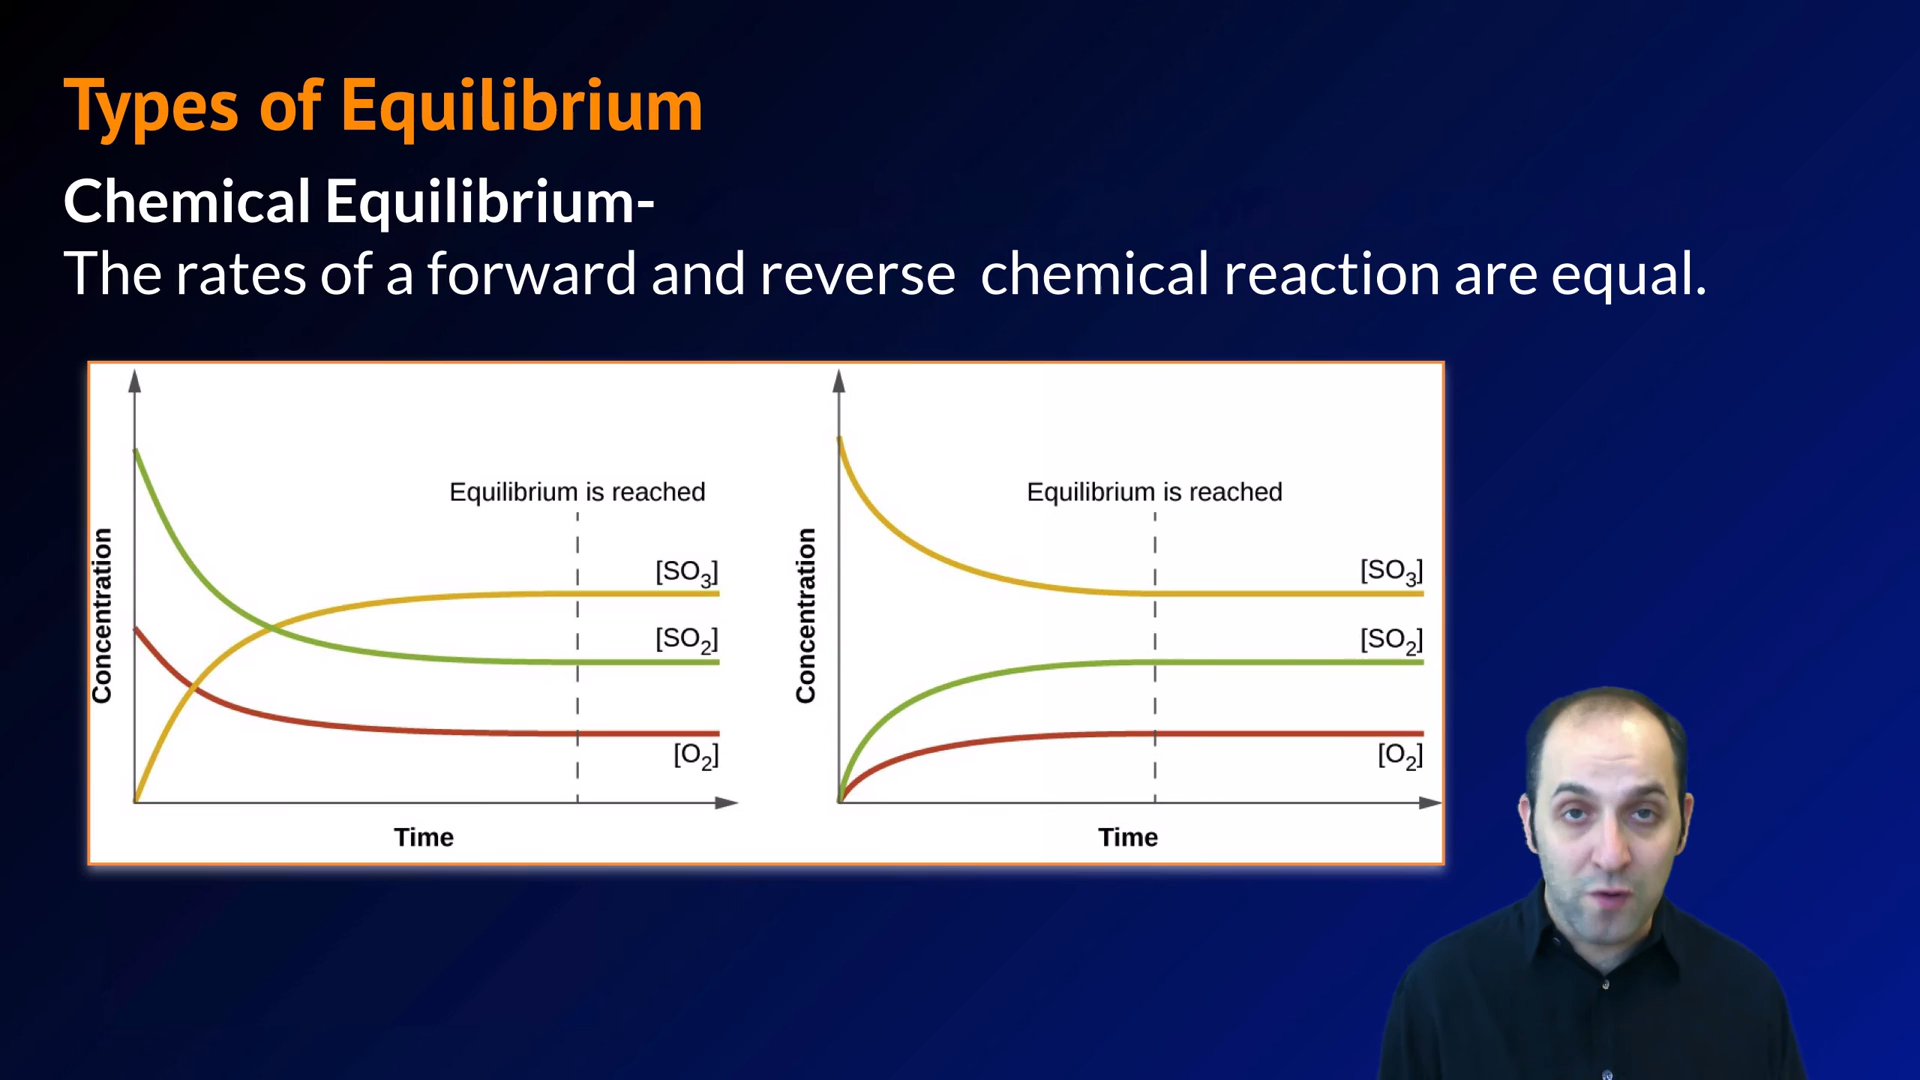 Types of Equilibrium
Chemical Equilibrium-
The rates of a forward and reverse  chemical reaction are equal.
Concentration
Equilibrium is reached
[SO₃]
[SO₂]
[O₂]
Time
Concentration
Equilibrium is reached
[SO₃]
[SO₂]
[O₂]
Time